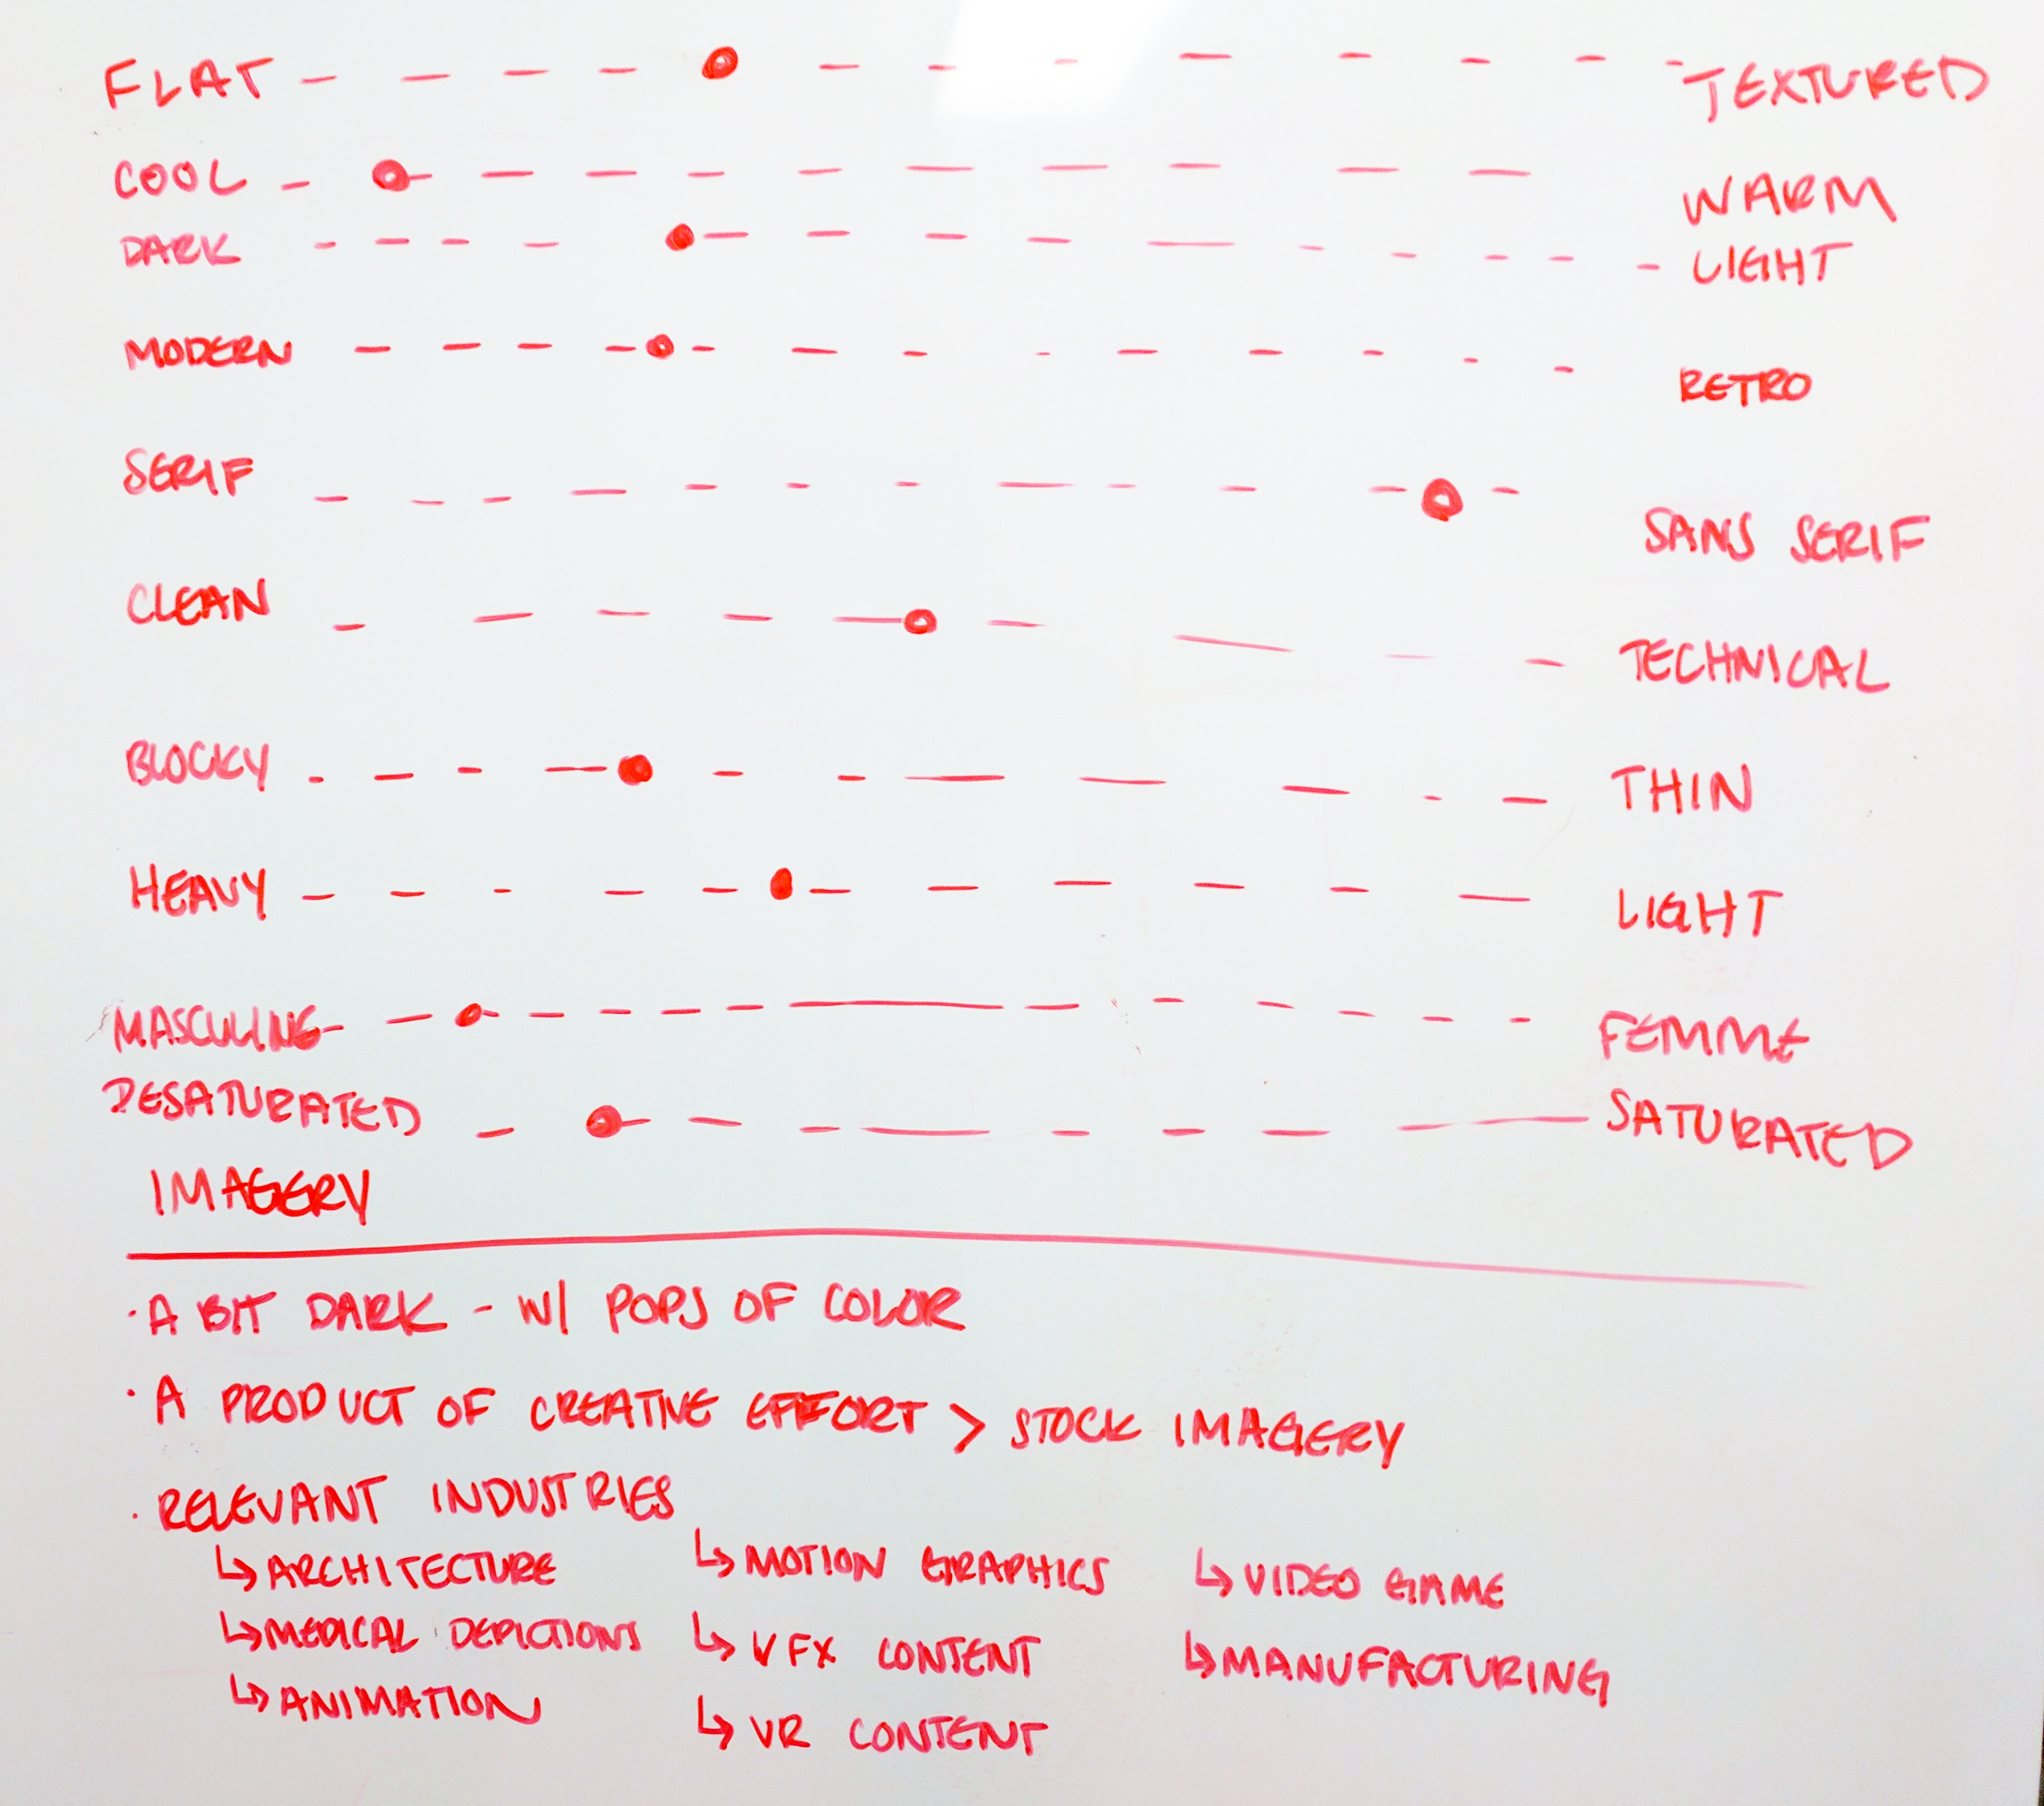 FLAT TEXTURED
COOL WARM
DARK LIGHT
MODERN RETRO
SERIF SANS SERIF
CLEAN TECHNICAL
BLOCKY THIN
HEAVY LIGHT
MASCULINE FEMME
DESATURATED SATURATED
IMAGERY
· A BIT DARK - W/ POPS OF COLOR
· A PRODUCT OF CREATIVE EFFORT > STOCK IMAGERY
· RELEVANT INDUSTRIES
↳ ARCHITECTURE ↳ MOTION GRAPHICS ↳ VIDEO GAME
↳ MEDICAL DEPICTIONS ↳ VFX CONTENT ↳ MANUFACTURING
↳ ANIMATION ↳ VR CONTENT